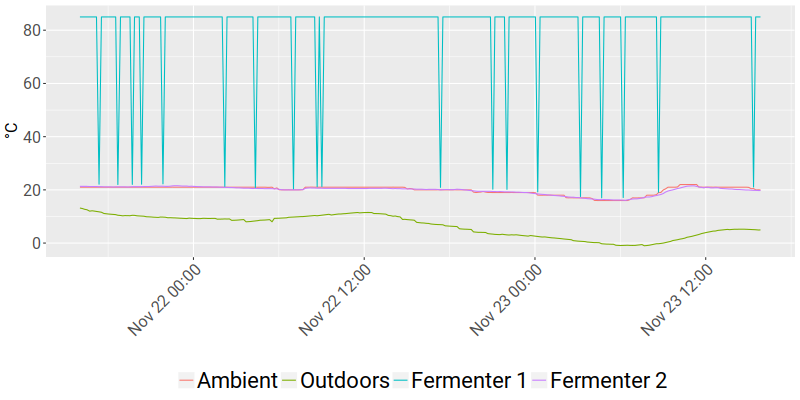 80
60
40
20
0
°C
Nov 22 00:00
Nov 22 12:00
Nov 23 00:00
Nov 23 12:00
Ambient Outdoors Fermenter 1 Fermenter 2